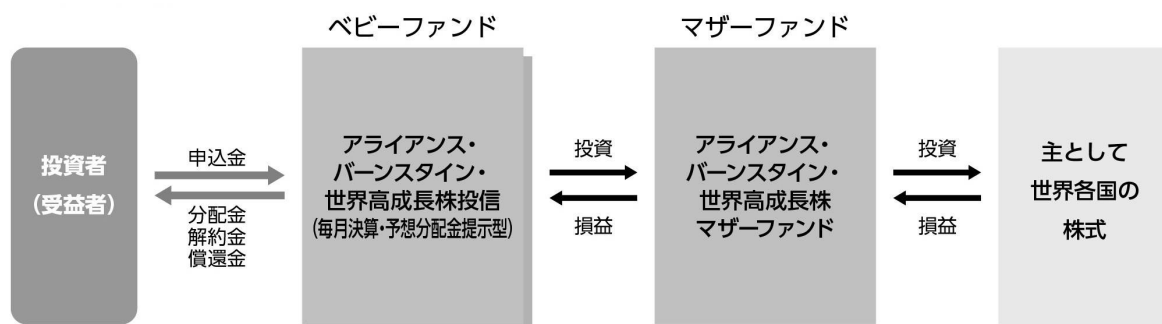 ベビーファンド
マザーファンド
投資者
(受益者)
申込金
分配金
解約金
償還金
アライアンス・
バーンスタイン・
世界高成長株投信
(毎月決算・予想分配金提示型)
投資
損益
アライアンス・
バーンスタイン・
世界高成長株
マザーファンド
投資
損益
主として
世界各国の
株式